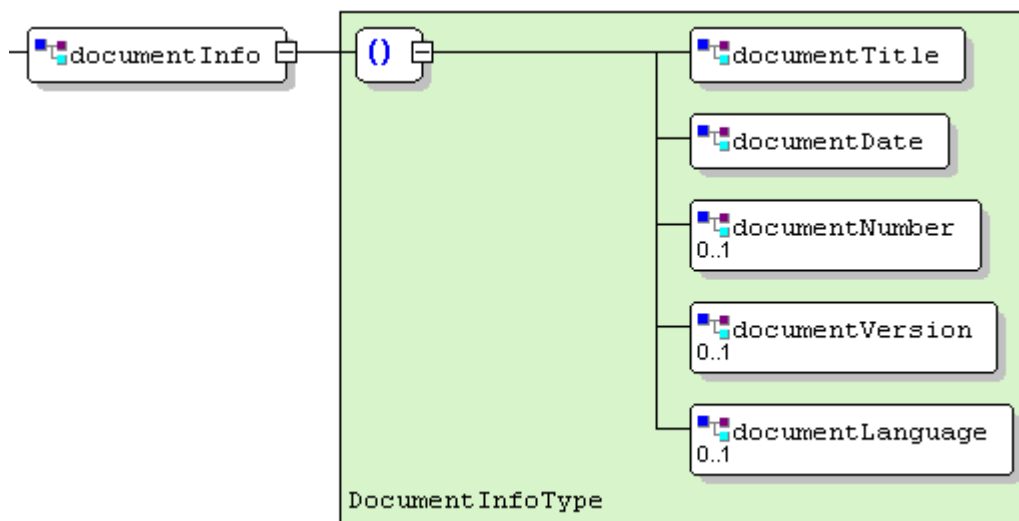 documentInfo
()
documentTitle
documentDate
documentNumber
0..1
documentVersion
0..1
documentLanguage
0..1
DocumentInfoType